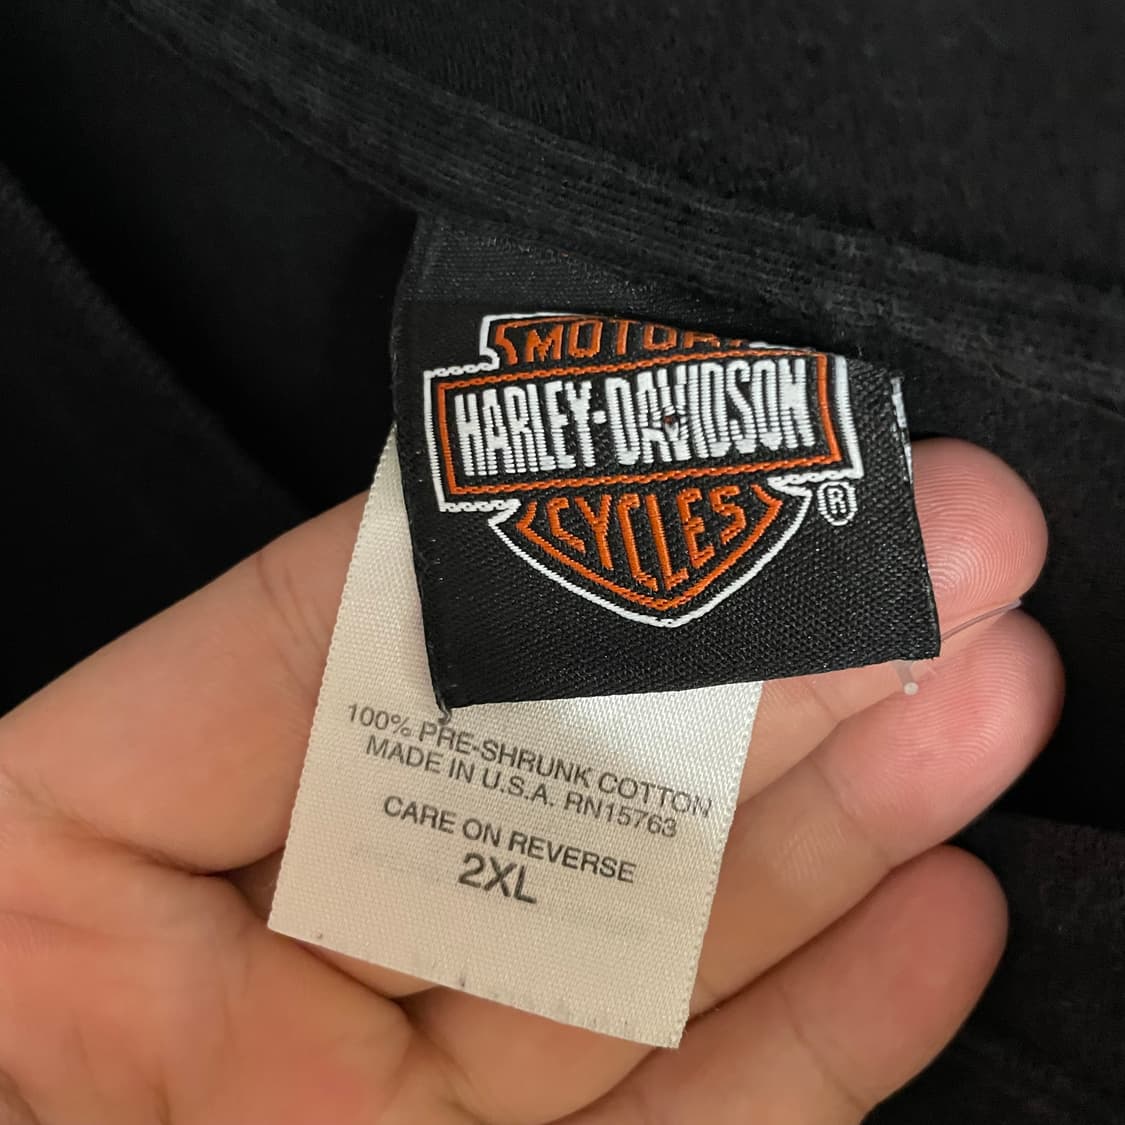 MOTOR
HARLEY-DAVIDSON
CYCLES
®
100% PRE-SHRUNK COTTON
MADE IN U.S.A. RN15763
CARE ON REVERSE
2XL